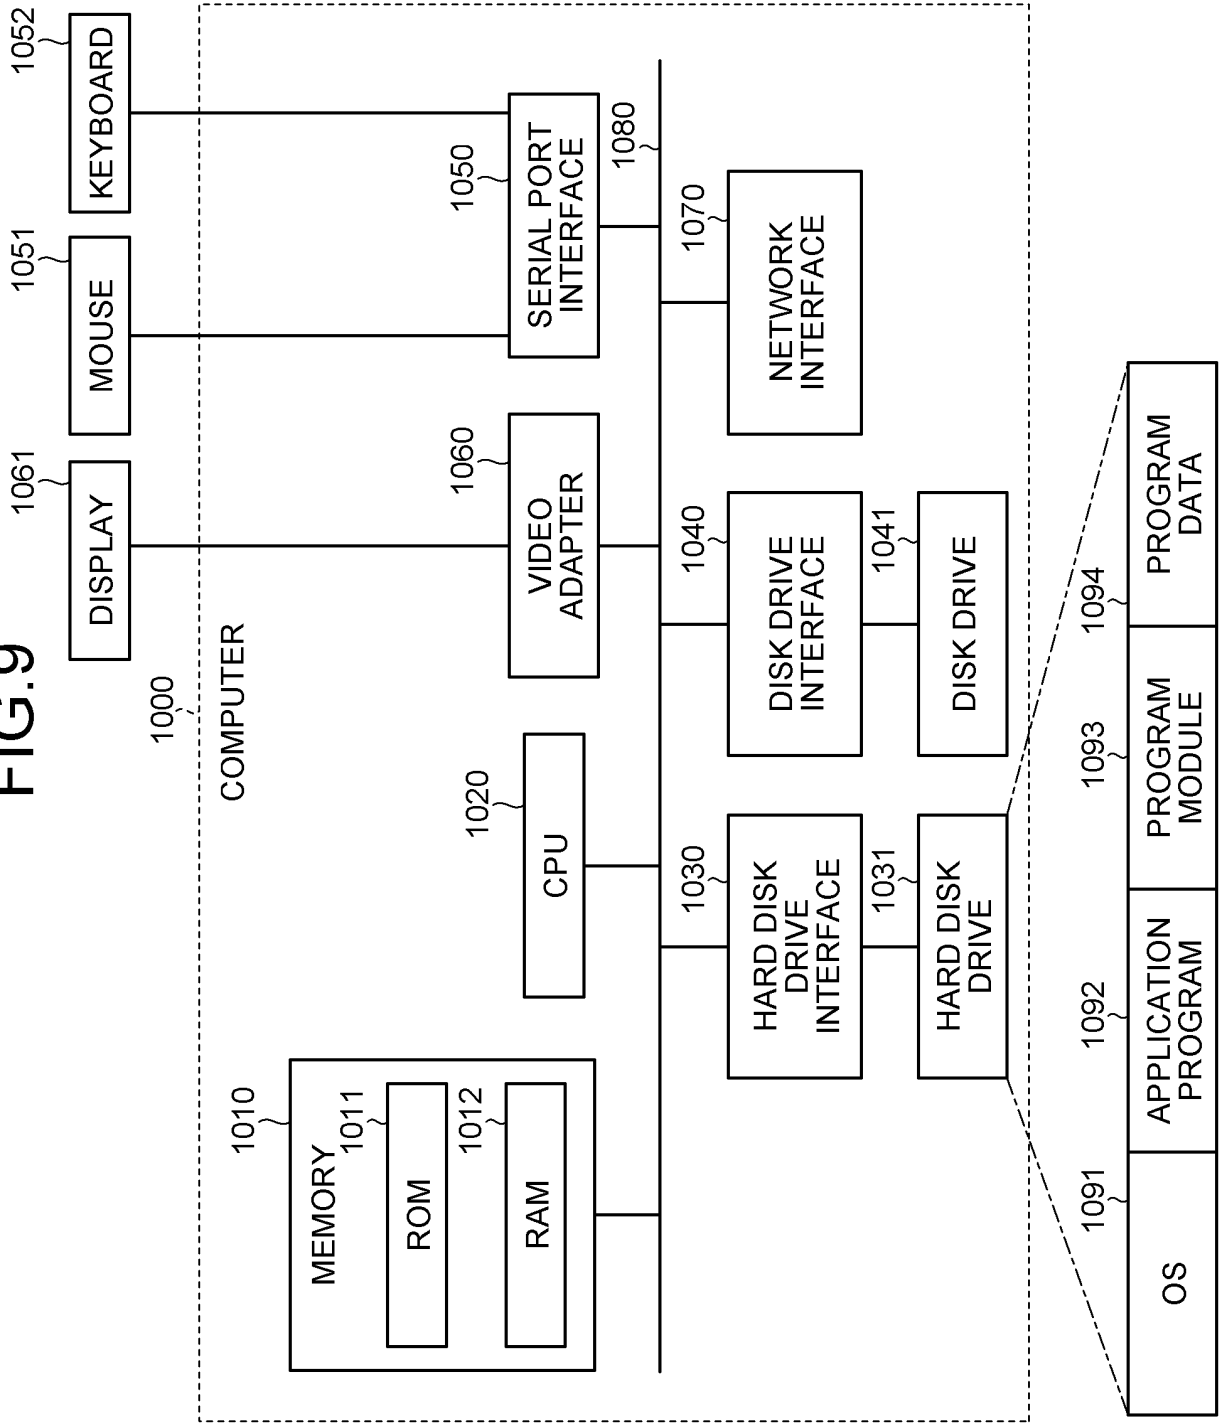 FIG.9
1000
COMPUTER
1010
MEMORY
1011
ROM
1012
RAM
1020
CPU
1061
DISPLAY
1051
MOUSE
1052
KEYBOARD
1060
VIDEO
ADAPTER
1050
SERIAL PORT
INTERFACE
1080
1030
HARD DISK
DRIVE
INTERFACE
1031
HARD DISK
DRIVE
1040
DISK DRIVE
INTERFACE
1041
DISK DRIVE
1070
NETWORK
INTERFACE
1091
OS
1092
APPLICATION
PROGRAM
1093
PROGRAM
MODULE
1094
PROGRAM
DATA